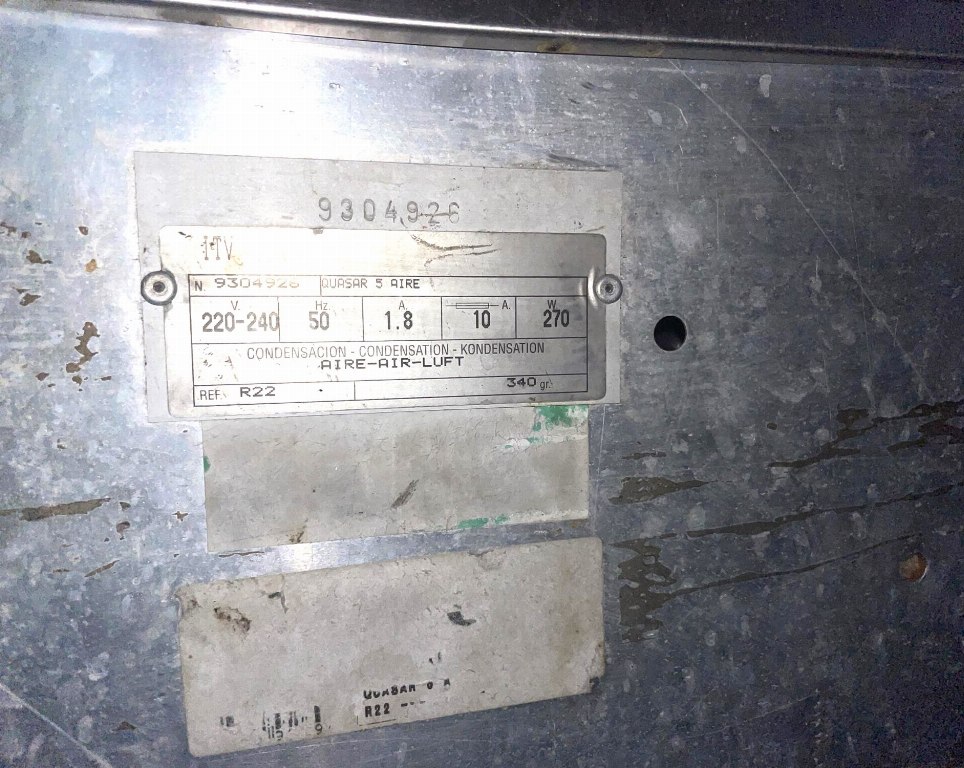 9304926
ITV
N 9304926 QUASAR 5 AIRE
V. Hz A. A. W
220-240 50 1.8 10 270
CONDENSACION - CONDENSATION - KONDENSATION
AIRE-AIR-LUFT
REF. R22 340 gr.
QUASAR
R22